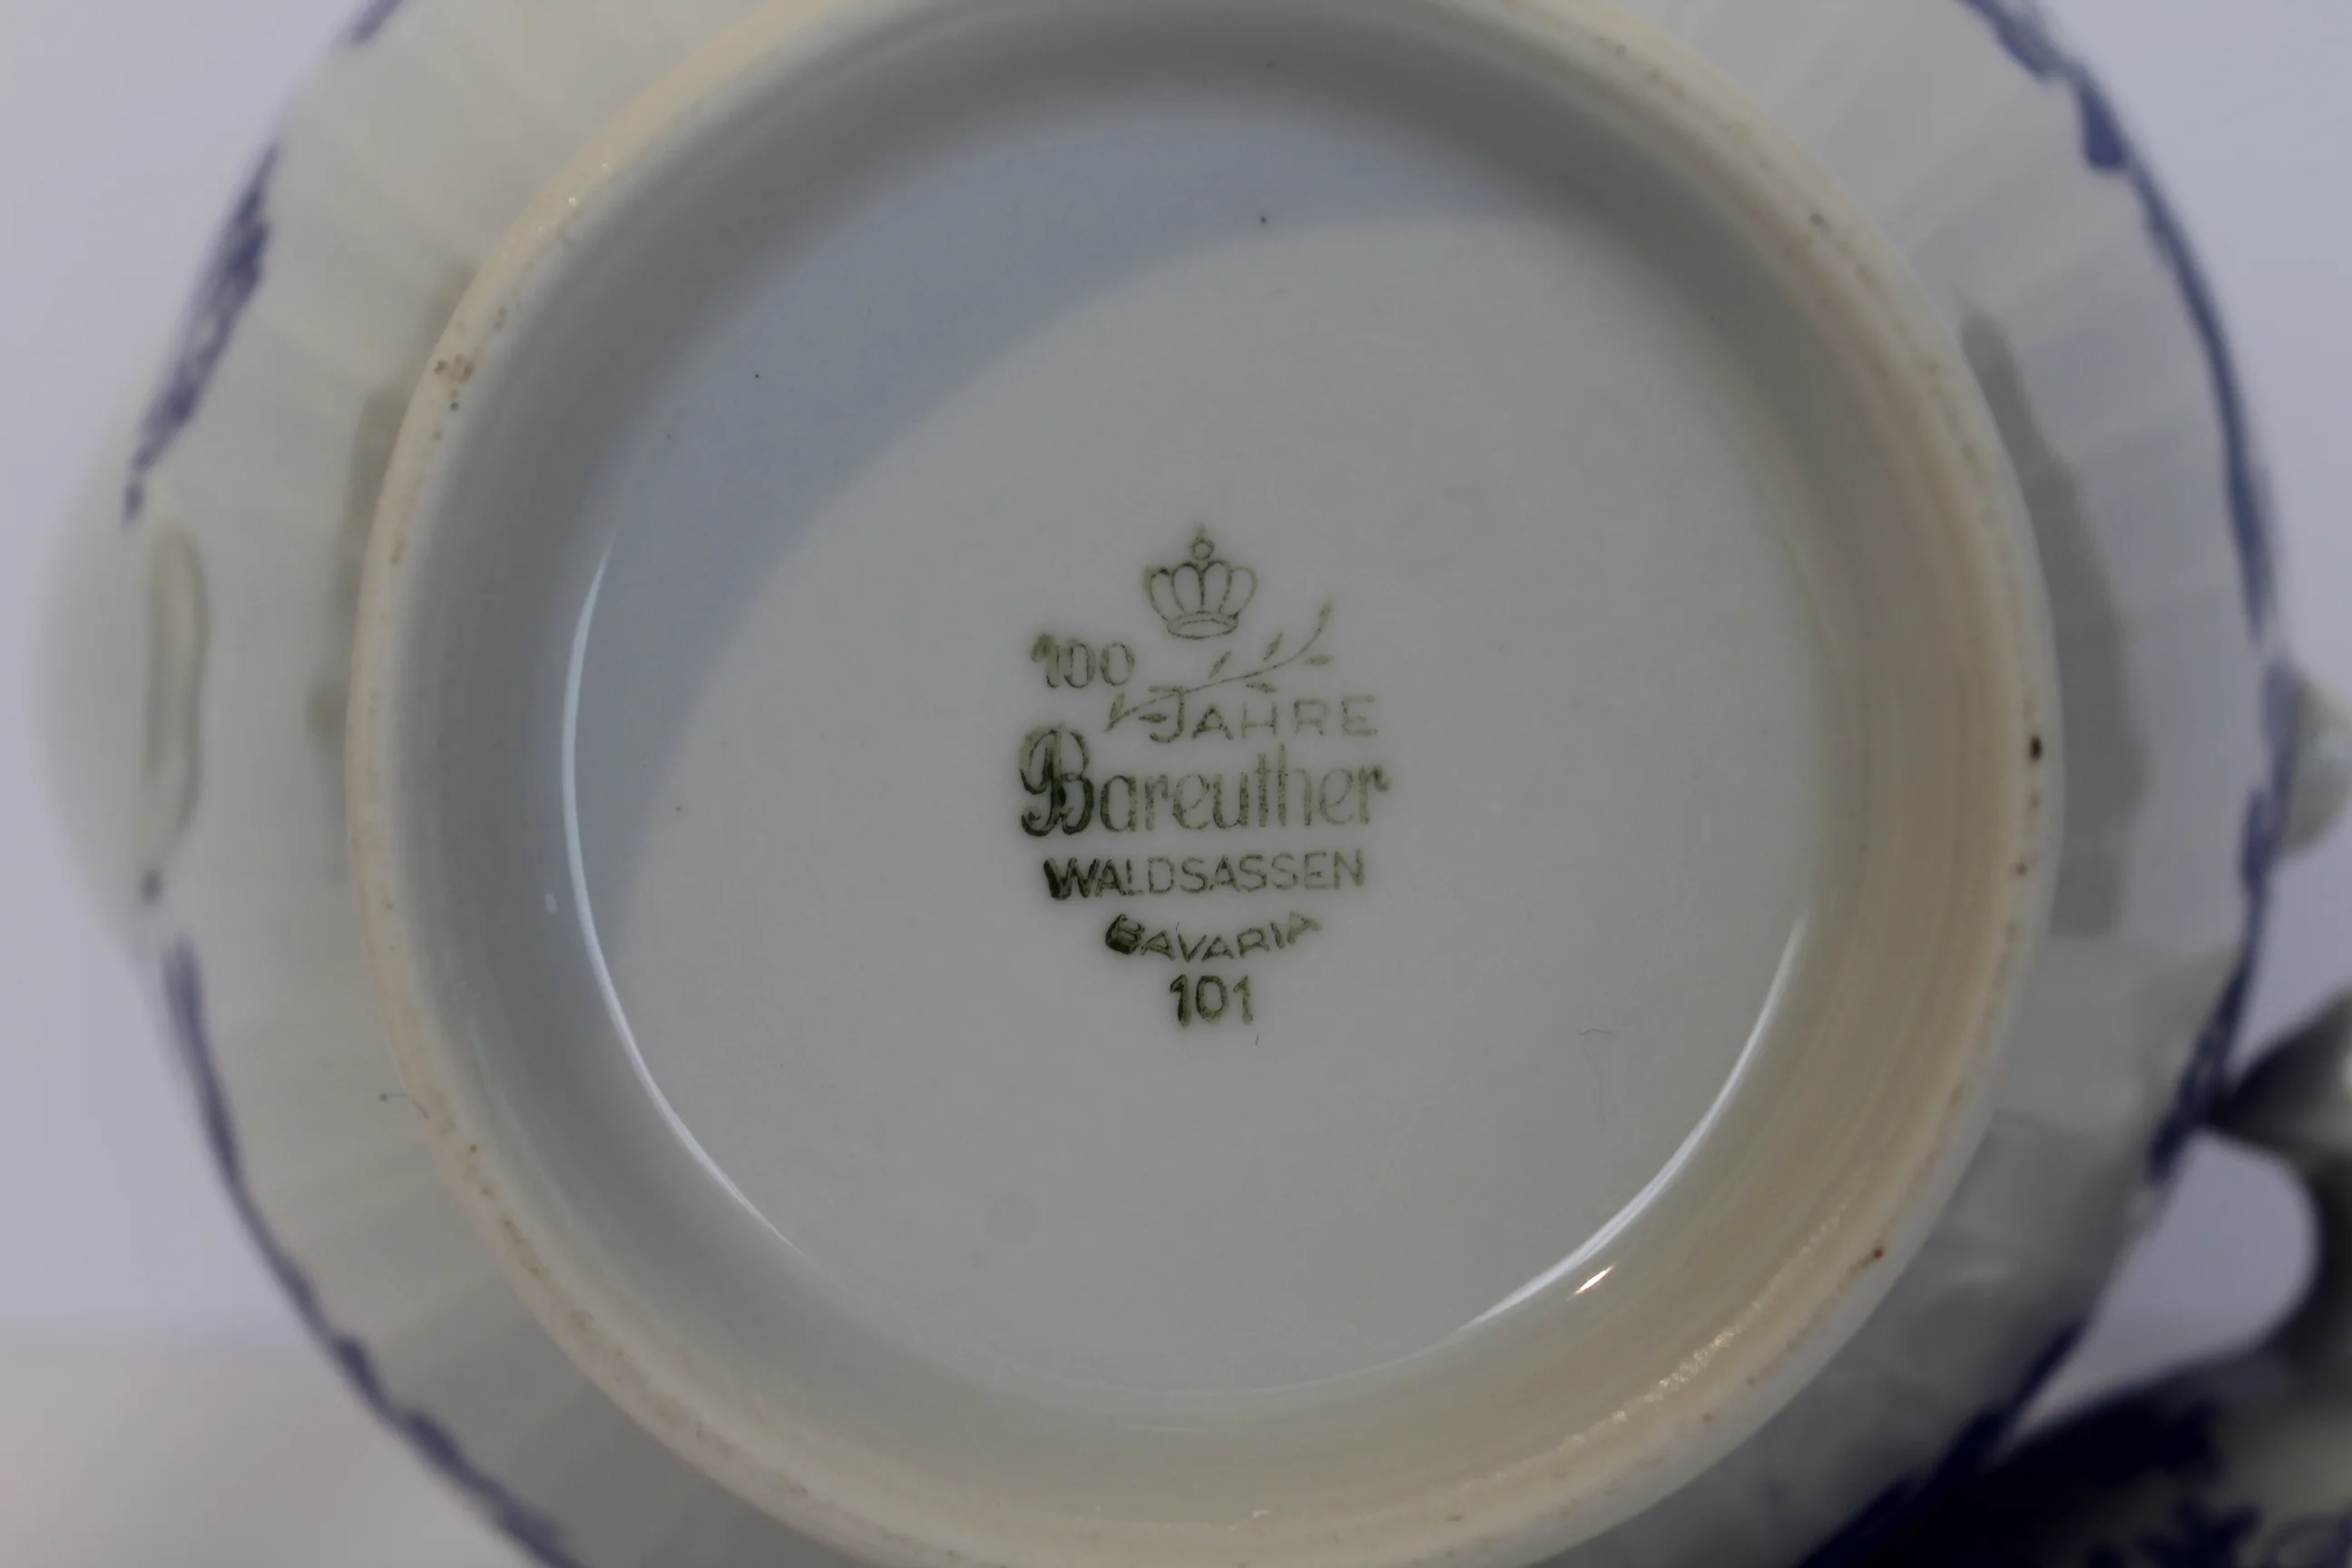 100
JAHRE
Bareuther
WALDSASSEN
BAVARIA
101